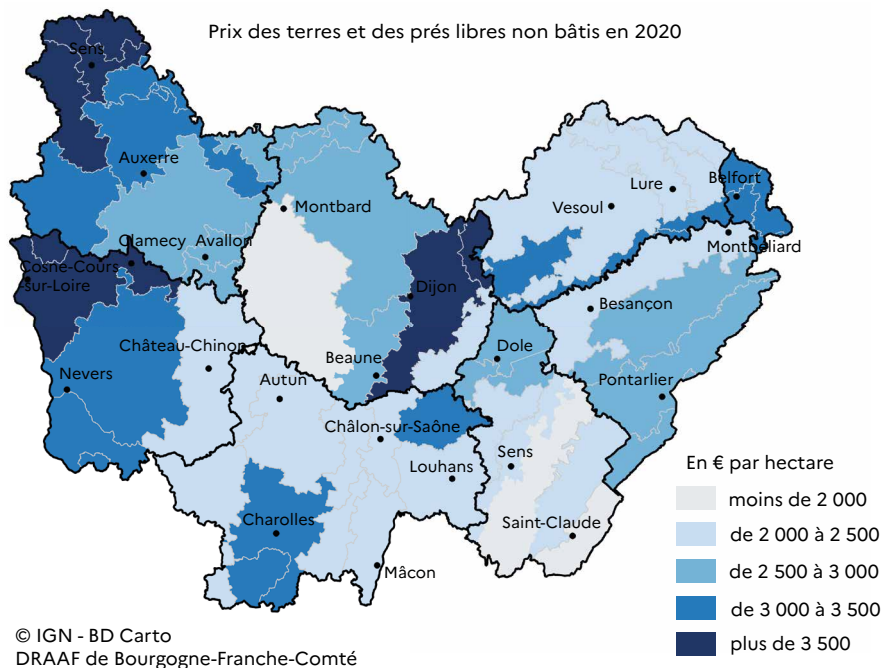 Prix des terres et des prés libres non bâtis en 2020
Sens
Auxerre
Lure
Belfort
Vesoul
Montbard
Clamecy
Avallon
Montbéliard
Cosne-Cours
-sur-Loire
Dijon
Besançon
Château-Chinon
Dole
Beaune
Nevers
Autun
Pontarlier
Châlon-sur-Saône
Sens
Louhans
Charolles
Saint-Claude
Mâcon
En € par hectare
moins de 2 000
de 2 000 à 2 500
de 2 500 à 3 000
de 3 000 à 3 500
plus de 3 500
© IGN - BD Carto
DRAAF de Bourgogne-Franche-Comté